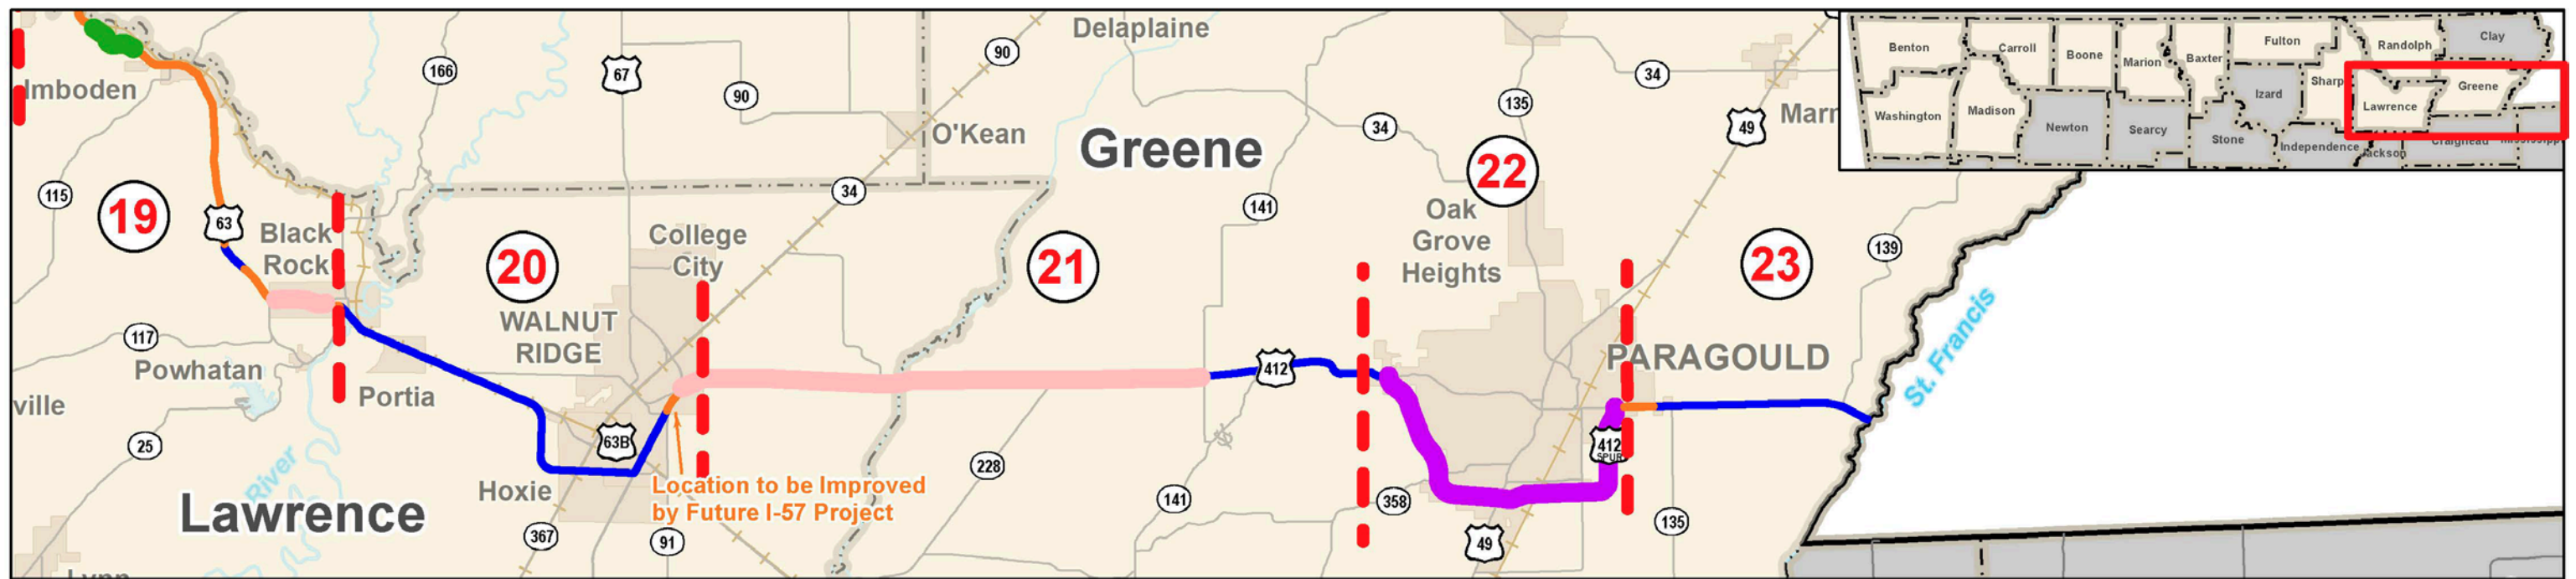 Imboden
166
67
90
90
Delaplaine
O'Kean
34
135
34
49
Greene
22
115
19
63
Black
Rock
20
College
City
34
21
141
Oak
Grove
Heights
23
139
St. Francis
WALNUT
RIDGE
117
Powhatan
Portia
ville
25
River
Lawrence
Hoxie
63B
367
91
Location to be Improved
by Future I-57 Project
228
141
412
358
49
PARAGOULD
412
SPUR
135
Benton
Carroll
Boone
Marion
Baxter
Fulton
Randolph
Clay
Washington
Madison
Newton
Searcy
Stone
Izard
Sharp
Independence
Lawrence
Greene
Craighead